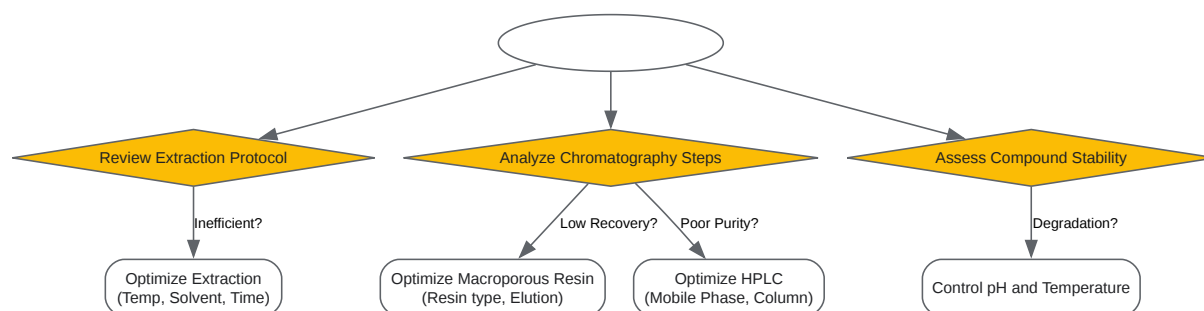 Review Extraction Protocol
Analyze Chromatography Steps
Assess Compound Stability
Inefficient?
Low Recovery?
Poor Purity?
Degradation?
Optimize Extraction
(Temp, Solvent, Time)
Optimize Macroporous Resin
(Resin type, Elution)
Optimize HPLC
(Mobile Phase, Column)
Control pH and Temperature